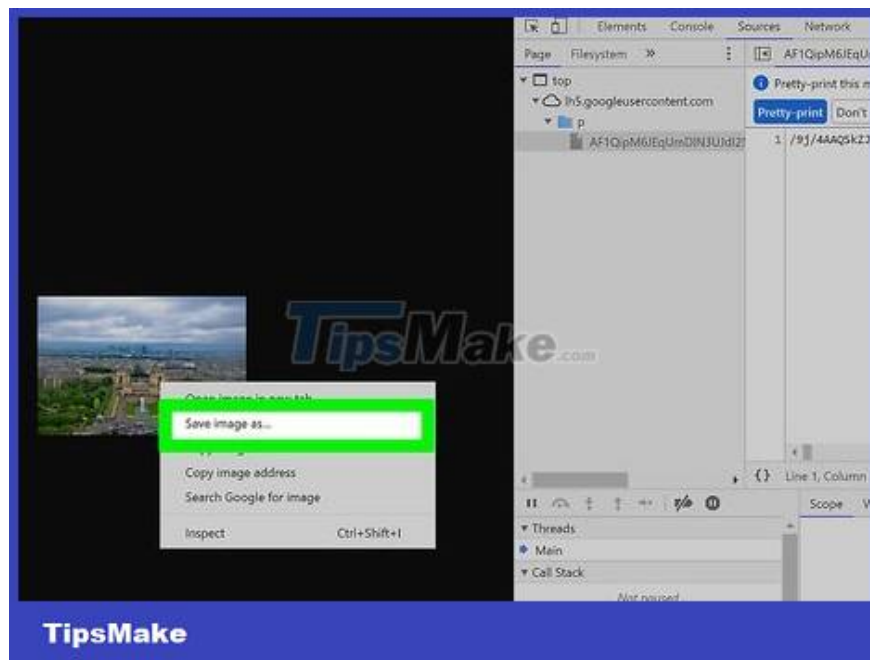 Elements Console Sources Network
Page Filesystem »
AF1QipM6JEqU
top
lh5.googleusercontent.com
p
AF1QipM6JEqUmDIN3UJdI2
Pretty-print this
Pretty-print Don't
1 /9j/4AAQSkZJ
TipsMake.com
Open image in new tab
Save image as...
Copy image address
Search Google for image
Inspect Ctrl+Shift+I
{} Line 1, Column
Scope
Threads
Main
Call Stack
Not paused
TipsMake